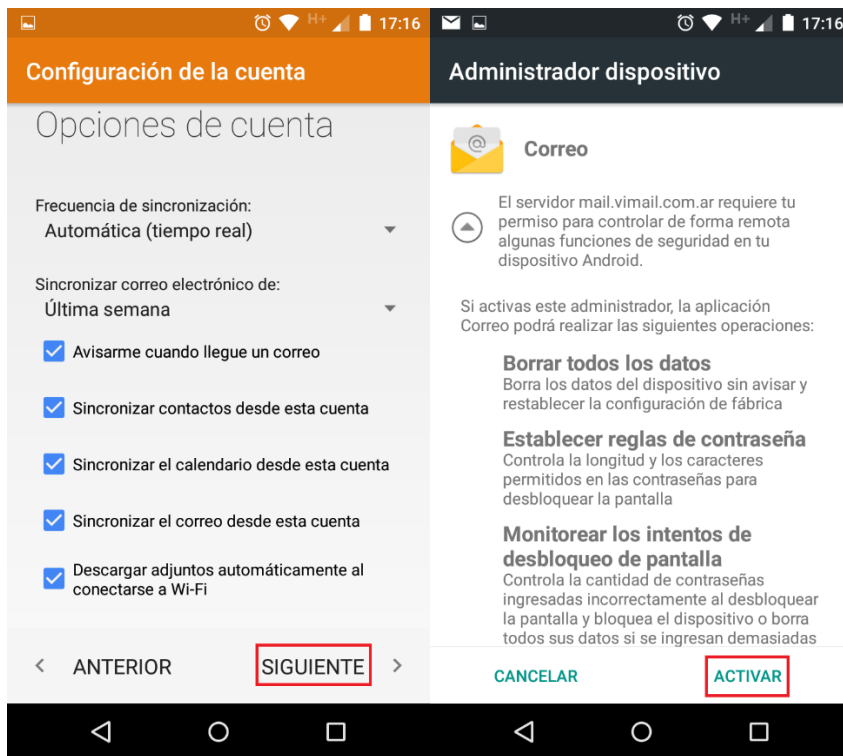 H+ 17:16
Configuración de la cuenta
Opciones de cuenta
Frecuencia de sincronización:
Automática (tiempo real)
Sincronizar correo electrónico de:
Última semana
Avisarme cuando llegue un correo
Sincronizar contactos desde esta cuenta
Sincronizar el calendario desde esta cuenta
Sincronizar el correo desde esta cuenta
Descargar adjuntos automáticamente al
conectarse a Wi-Fi
ANTERIOR
SIGUIENTE
H+ 17:16
Administrador dispositivo
@
Correo
El servidor mail.vimail.com.ar requiere tu
permiso para controlar de forma remota
algunas funciones de seguridad en tu
dispositivo Android.
Si activas este administrador, la aplicación
Correo podrá realizar las siguientes operaciones:
Borrar todos los datos
Borra los datos del dispositivo sin avisar y
restablecer la configuración de fábrica
Establecer reglas de contraseña
Controla la longitud y los caracteres
permitidos en las contraseñas para
desbloquear la pantalla
Monitorear los intentos de
desbloqueo de pantalla
Controla la cantidad de contraseñas
ingresadas incorrectamente al desbloquear
la pantalla y bloquea el dispositivo o borra
todos sus datos si se ingresan demasiadas
CANCELAR
ACTIVAR